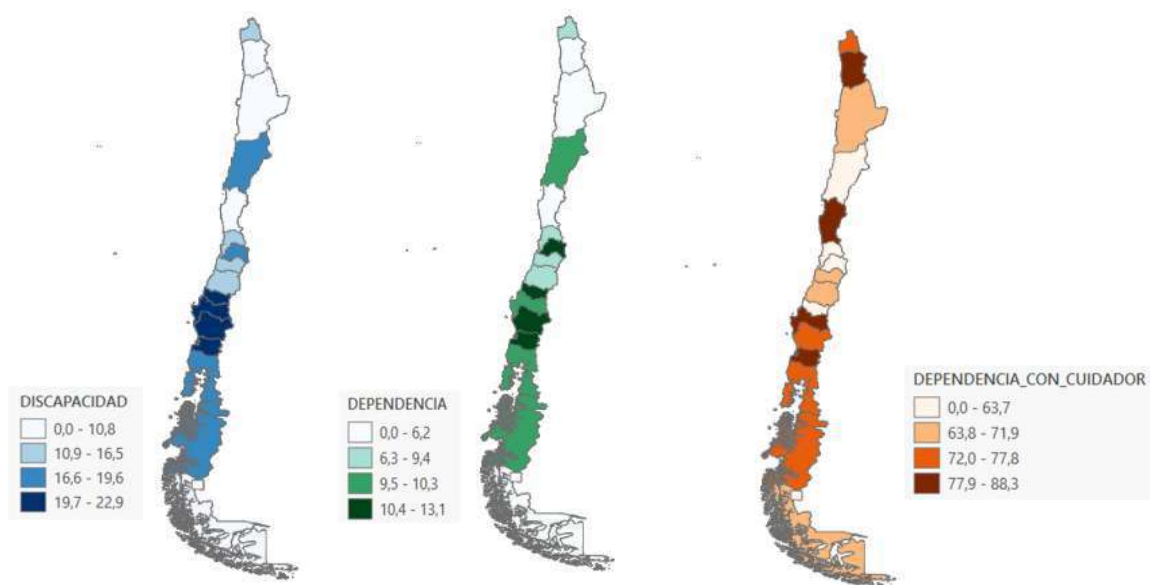 DISCAPACIDAD
0,0 - 10,8
10,9 - 16,5
16,6 - 19,6
19,7 - 22,9
DEPENDENCIA
0,0 - 6,2
6,3 - 9,4
9,5 - 10,3
10,4 - 13,1
DEPENDENCIA_CON_CUIDADOR
0,0 - 63,7
63,8 - 71,9
72,0 - 77,8
77,9 - 88,3